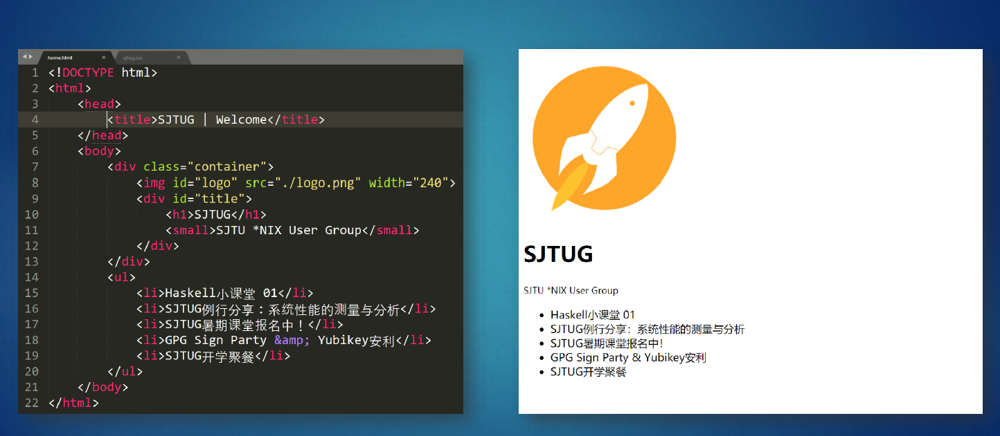 home.html × sjtug.css ×
1 <!DOCTYPE html>
2 <html>
3 <head>
4 <title>SJTUG | Welcome</title>
5 </head>
6 <body>
7 <div class="container">
8 <img id="logo" src="./logo.png" width="240">
9 <div id="title">
10 <h1>SJTUG</h1>
11 <small>SJTU *NIX User Group</small>
12 </div>
13 </div>
14 <ul>
15 <li>Haskell小课堂 01</li>
16 <li>SJTUG例行分享：系统性能的测量与分析</li>
17 <li>SJTUG暑期课堂报名中！</li>
18 <li>GPG Sign Party &amp; Yubikey安利</li>
19 <li>SJTUG开学聚餐</li>
20 </ul>
21 </body>
22 </html>
SJTUG
SJTU *NIX User Group
• Haskell小课堂 01
• SJTUG例行分享：系统性能的测量与分析
• SJTUG暑期课堂报名中！
• GPG Sign Party & Yubikey安利
• SJTUG开学聚餐